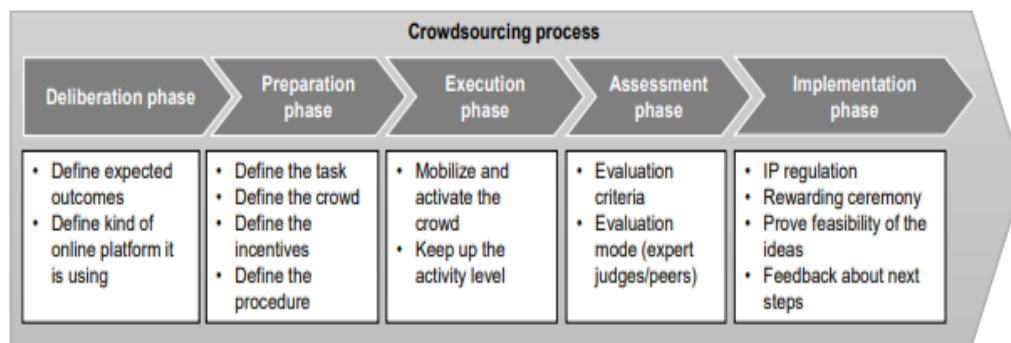 Crowdsourcing process
Deliberation phase
Preparation
phase
Execution
phase
Assessment
phase
Implementation
phase
• Define expected
outcomes
• Define kind of
online platform it
is using
• Define the task
• Define the crowd
• Define the
incentives
• Define the
procedure
• Mobilize and
activate the
crowd
• Keep up the
activity level
• Evaluation
criteria
• Evaluation
mode (expert
judges/peers)
• IP regulation
• Rewarding ceremony
• Prove feasibility of the
ideas
• Feedback about next
steps